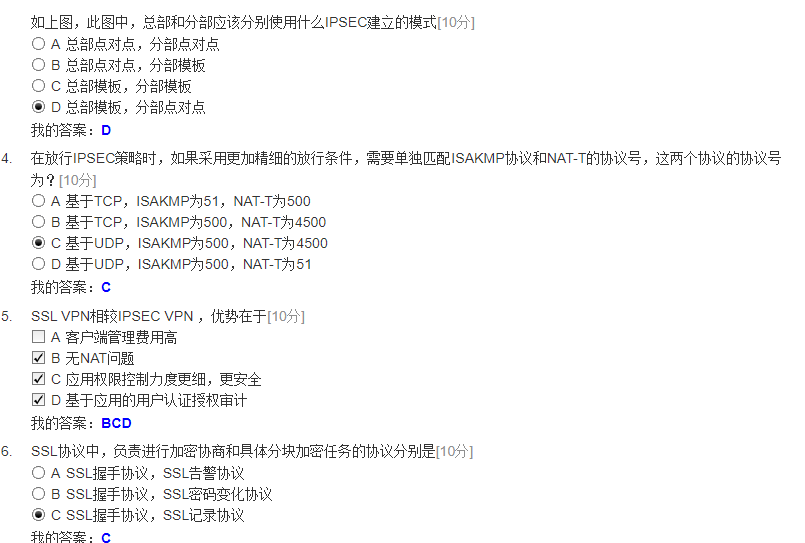 如上图，此图中，总部和分部应该分别使用什么IPSEC建立的模式[10分]
A 总部点对点，分部点对点
B 总部点对点，分部模板
C 总部模板，分部模板
D 总部模板，分部点对点
我的答案：D
4. 在放行IPSEC策略时，如果采用更加精细的放行条件，需要单独匹配ISAKMP协议和NAT-T的协议号，这两个协议的协议号
为？[10分]
A 基于TCP，ISAKMP为51，NAT-T为500
B 基于TCP，ISAKMP为500，NAT-T为4500
C 基于UDP，ISAKMP为500，NAT-T为4500
D 基于UDP，ISAKMP为500，NAT-T为51
我的答案：C
5. SSL VPN相较IPSEC VPN ，优势在于[10分]
A 客户端管理费用高
B 无NAT问题
C 应用权限控制力度更细，更安全
D 基于应用的用户认证授权审计
我的答案：BCD
6. SSL协议中，负责进行加密协商和具体分块加密任务的协议分别是[10分]
A SSL握手协议，SSL告警协议
B SSL握手协议，SSL密码变化协议
C SSL握手协议，SSL记录协议
我的答案：C